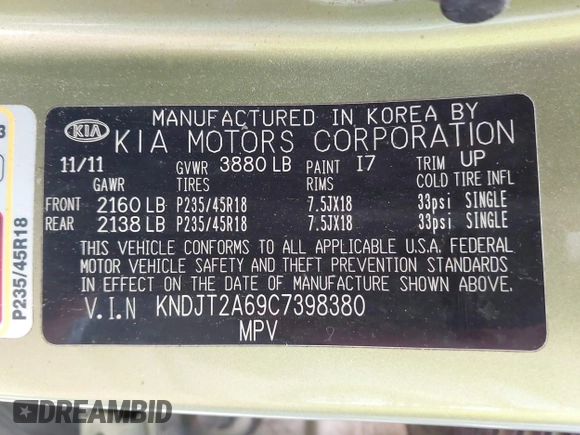 MANUFACTURED IN KOREA BY
KIA KIA MOTORS CORPORATION
11/11 GVWR 3880 LB PAINT I7 TRIM UP
GAWR TIRES RIMS COLD TIRE INFL
FRONT 2160 LB P235/45R18 7.5JX18 33psi SINGLE
REAR 2138 LB P235/45R18 7.5JX18 33psi SINGLE
THIS VEHICLE CONFORMS TO ALL APPLICABLE U.S.A. FEDERAL
MOTOR VEHICLE SAFETY AND THEFT PREVENTION STANDARDS
IN EFFECT ON THE DATE OF MANUFACTURE SHOWN ABOVE.
V.I.N KNDJT2A69C7398380
MPV
P235/45R18
3
DREAMBID